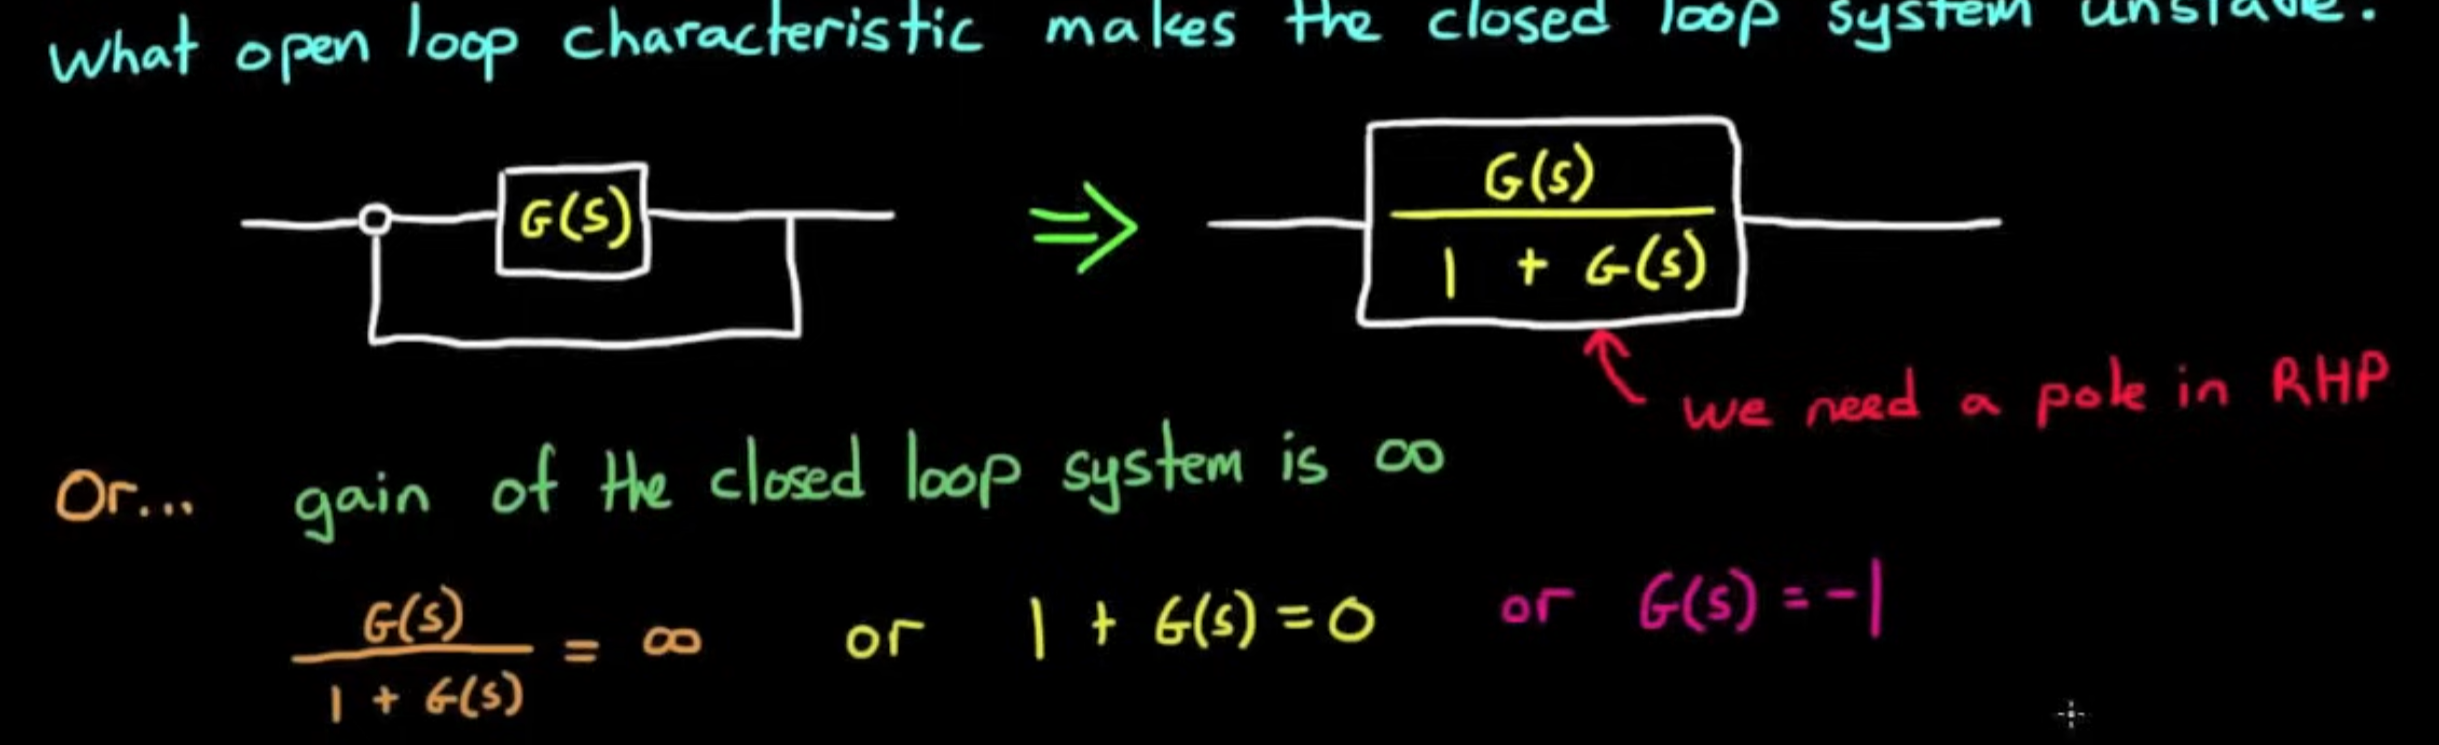 What open loop characteristic makes the closed loop system unstable?
G(s)
⇒
G(s)
1 + G(s)
we need a pole in RHP
Or... gain of the closed loop system is ∞
G(s)
1 + G(s)
= ∞ or 1 + G(s) = 0 or G(s) = -1